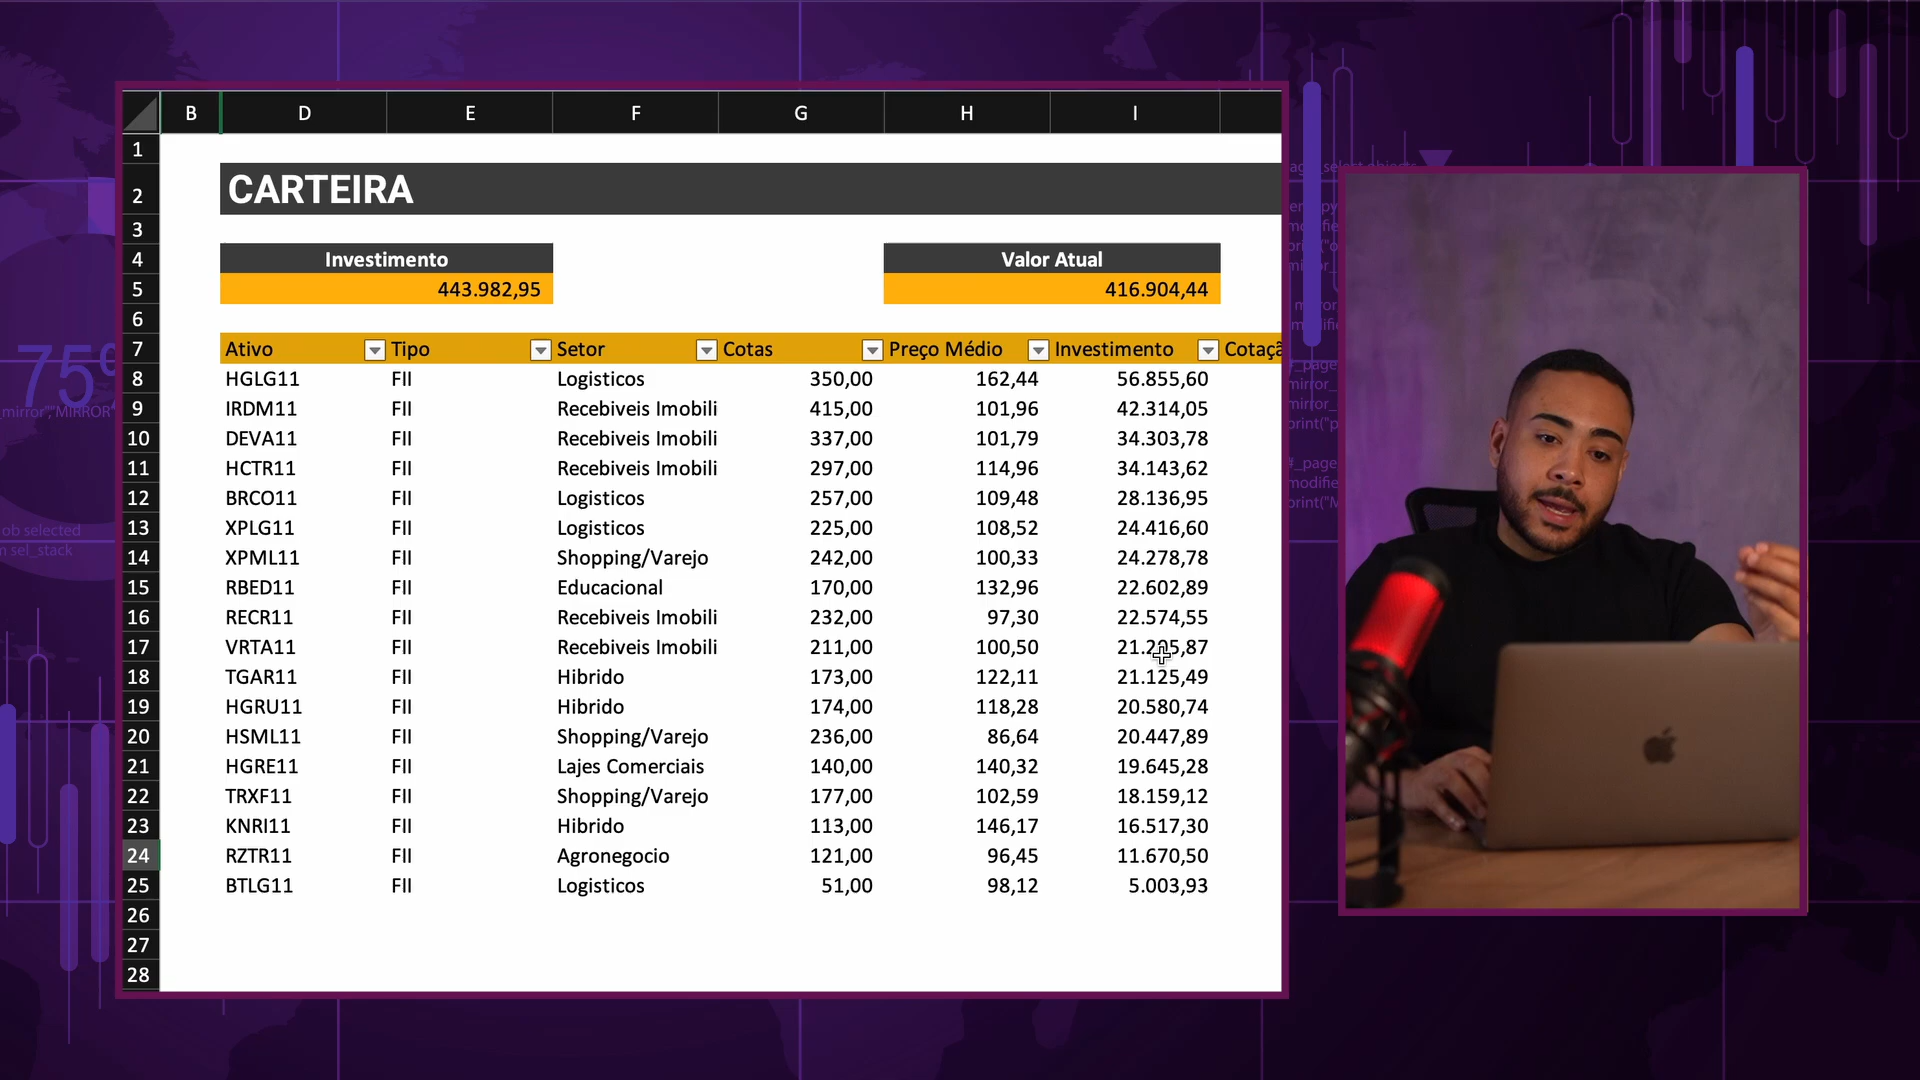 B D E F G H I
1
2 CARTEIRA
3
4 Investimento Valor Atual
5 443.982,95 416.904,44
6
7 Ativo Tipo Setor Cotas Preço Médio Investimento Cotaçã
8 HGLG11 FII Logisticos 350,00 162,44 56.855,60
9 IRDM11 FII Recebiveis Imobili 415,00 101,96 42.314,05
10 DEVA11 FII Recebiveis Imobili 337,00 101,79 34.303,78
11 HCTR11 FII Recebiveis Imobili 297,00 114,96 34.143,62
12 BRCO11 FII Logisticos 257,00 109,48 28.136,95
13 XPLG11 FII Logisticos 225,00 108,52 24.416,60
14 XPML11 FII Shopping/Varejo 242,00 100,33 24.278,78
15 RBED11 FII Educacional 170,00 132,96 22.602,89
16 RECR11 FII Recebiveis Imobili 232,00 97,30 22.574,55
17 VRTA11 FII Recebiveis Imobili 211,00 100,50
18 TGAR11 FII Hibrido 173,00 122,11 21.125,49
19 HGRU11 FII Hibrido 174,00 118,28 20.580,74
20 HSML11 FII Shopping/Varejo 236,00 86,64 20.447,89
21 HGRE11 FII Lajes Comerciais 140,00 140,32 19.645,28
22 TRXF11 FII Shopping/Varejo 177,00 102,59 18.159,12
23 KNRI11 FII Hibrido 113,00 146,17 16.517,30
24 RZTR11 FII Agronegocio 121,00 96,45 11.670,50
25 BTLG11 FII Logisticos 51,00 98,12 5.003,93
26
27
28
75º
_mirror","MIRROR
ob selected
sel_stack